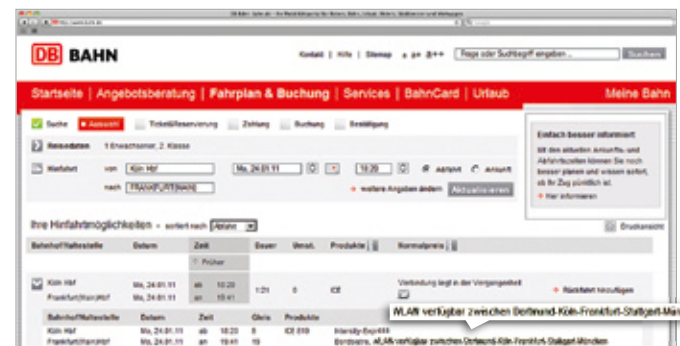 DB BAHN
Kontakt | Hilfe | Sitemap a a+ a++ Frage oder Suchbegriff eingeben... Suchen
Startseite | Angebotsberatung | Fahrplan & Buchung | Services | BahnCard | Urlaub Meine Bahn
Suche Auswahl Ticket/Reservierung Zahlung Buchung Bestätigung
Reisedaten 1 Erwachsener, 2. Klasse
Einfach besser informiert
Mit den aktuellen Ankunfts- und
Abfahrtszeiten können Sie noch
besser planen und wissen sofort,
ob Ihr Zug pünktlich ist.
Hier informieren
Hinfahrt von Köln Hbf Mo, 24.01.11 18:20 Abfahrt Ankunft
nach FRANKFURT(MAIN) weitere Angaben ändern Aktualisieren
Ihre Hinfahrtmöglichkeiten - sortiert nach Abfahrt Druckansicht
Bahnhof/Haltestelle Datum Zeit Dauer Umst. Produkte Normalpreis
Früher
Köln Hbf Mo, 24.01.11 ab 18:20 1:21 0 ICE Verbindung liegt in der Vergangenheit Rückfahrt hinzufügen
Frankfurt(Main)Hbf Mo, 24.01.11 an 19:41
WLAN verfügbar zwischen Dortmund-Köln-Frankfurt-Stuttgart-Mün
Bahnhof/Haltestelle Datum Zeit Gleis Produkte
Köln Hbf Mo, 24.01.11 ab 18:20 ICE Intercity-Express
Frankfurt(Main)Hbf Mo, 24.01.11 an 19:41 19 Bordbistro, WLAN verfügbar zwischen Dortmund-Köln-Frankfurt-Stuttgart-München